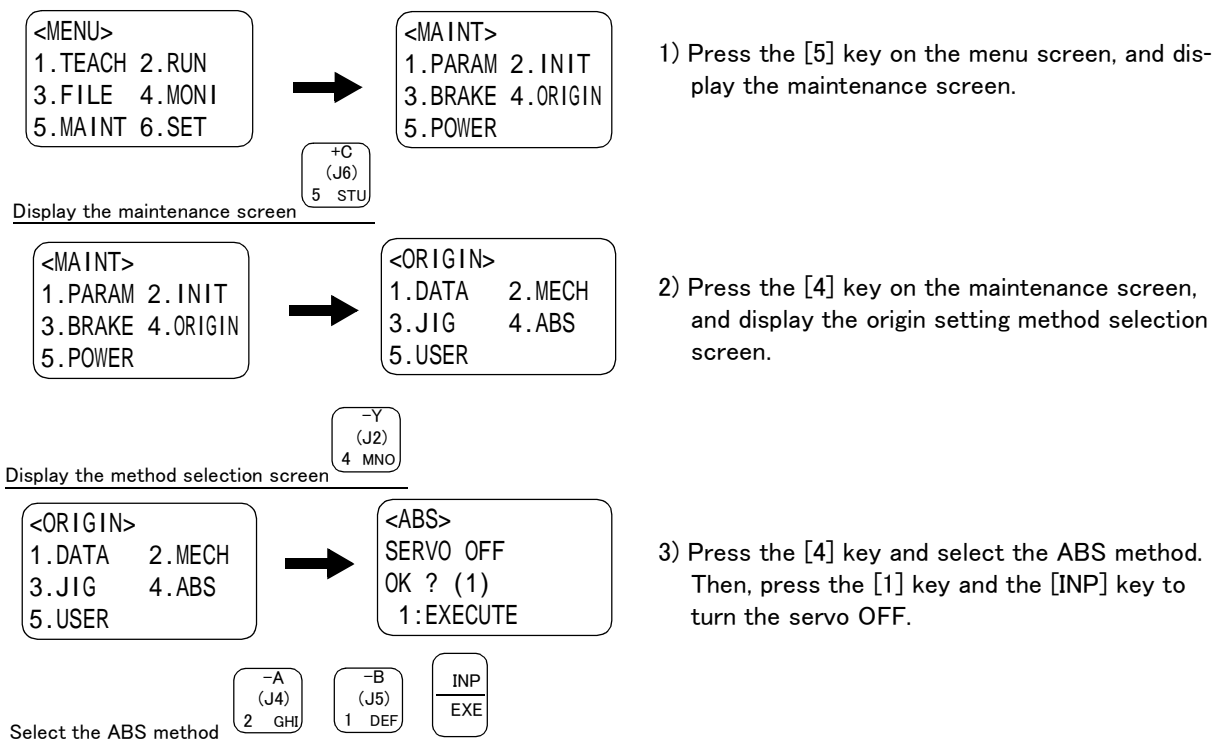 <MENU>
1.TEACH 2.RUN
3.FILE 4.MONI
5.MAINT 6.SET
<MAINT>
1.PARAM 2.INIT
3.BRAKE 4.ORIGIN
5.POWER
1) Press the [5] key on the menu screen, and dis-
play the maintenance screen.
+C
(J6)
5 STU
Display the maintenance screen
<MAINT>
1.PARAM 2.INIT
3.BRAKE 4.ORIGIN
5.POWER
<ORIGIN>
1.DATA 2.MECH
3.JIG 4.ABS
5.USER
2) Press the [4] key on the maintenance screen,
and display the origin setting method selection
screen.
−Y
(J2)
4 MNO
Display the method selection screen
<ORIGIN>
1.DATA 2.MECH
3.JIG 4.ABS
5.USER
<ABS>
SERVO OFF
OK ? (1)
1:EXECUTE
3) Press the [4] key and select the ABS method.
Then, press the [1] key and the [INP] key to
turn the servo OFF.
−A
(J4)
2 GHI
−B
(J5)
1 DEF
INP
EXE
Select the ABS method